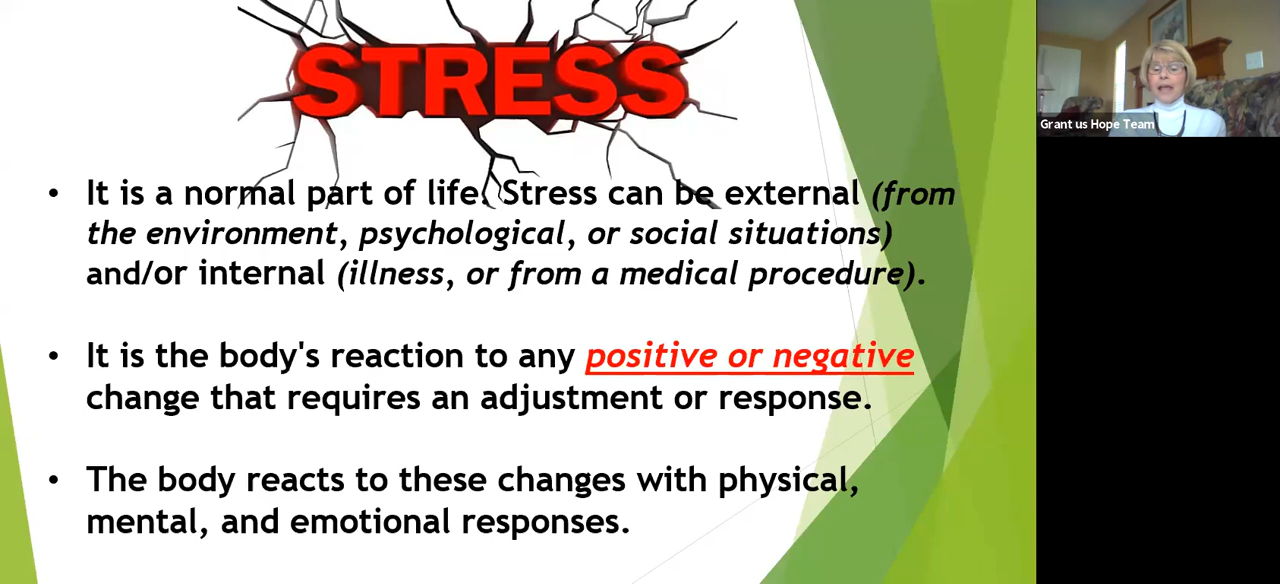 STRESS
Grant us Hope Team
• It is a normal part of life. Stress can be external (from
the environment, psychological, or social situations)
and/or internal (illness, or from a medical procedure).
• It is the body's reaction to any positive or negative
change that requires an adjustment or response.
• The body reacts to these changes with physical,
mental, and emotional responses.